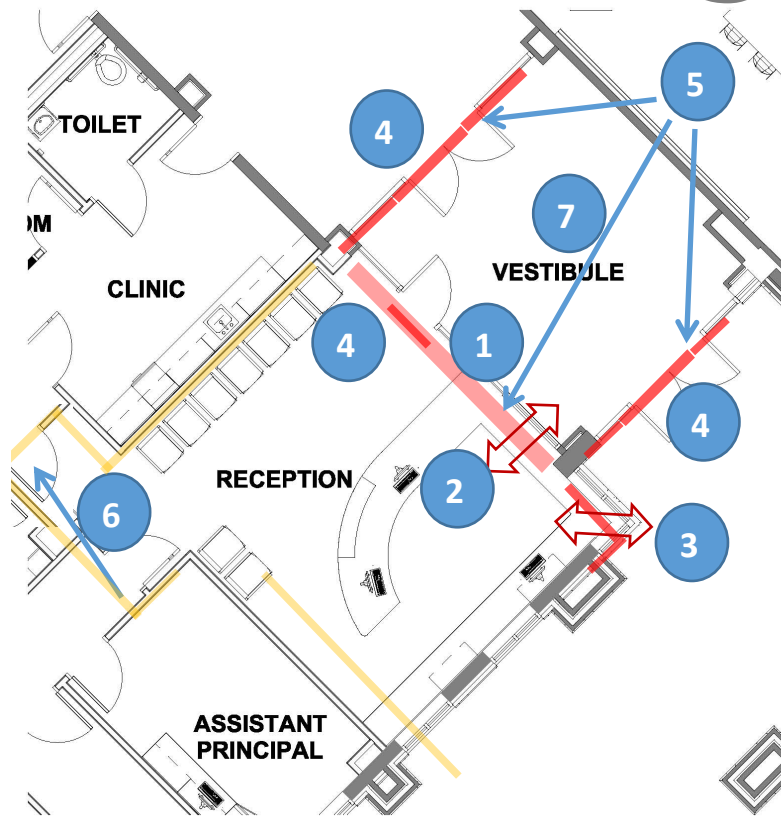 5
4
TOILET
7
OM
VESTIBULE
CLINIC
4
1
4
RECEPTION
2
6
3
ASSISTANT
PRINCIPAL